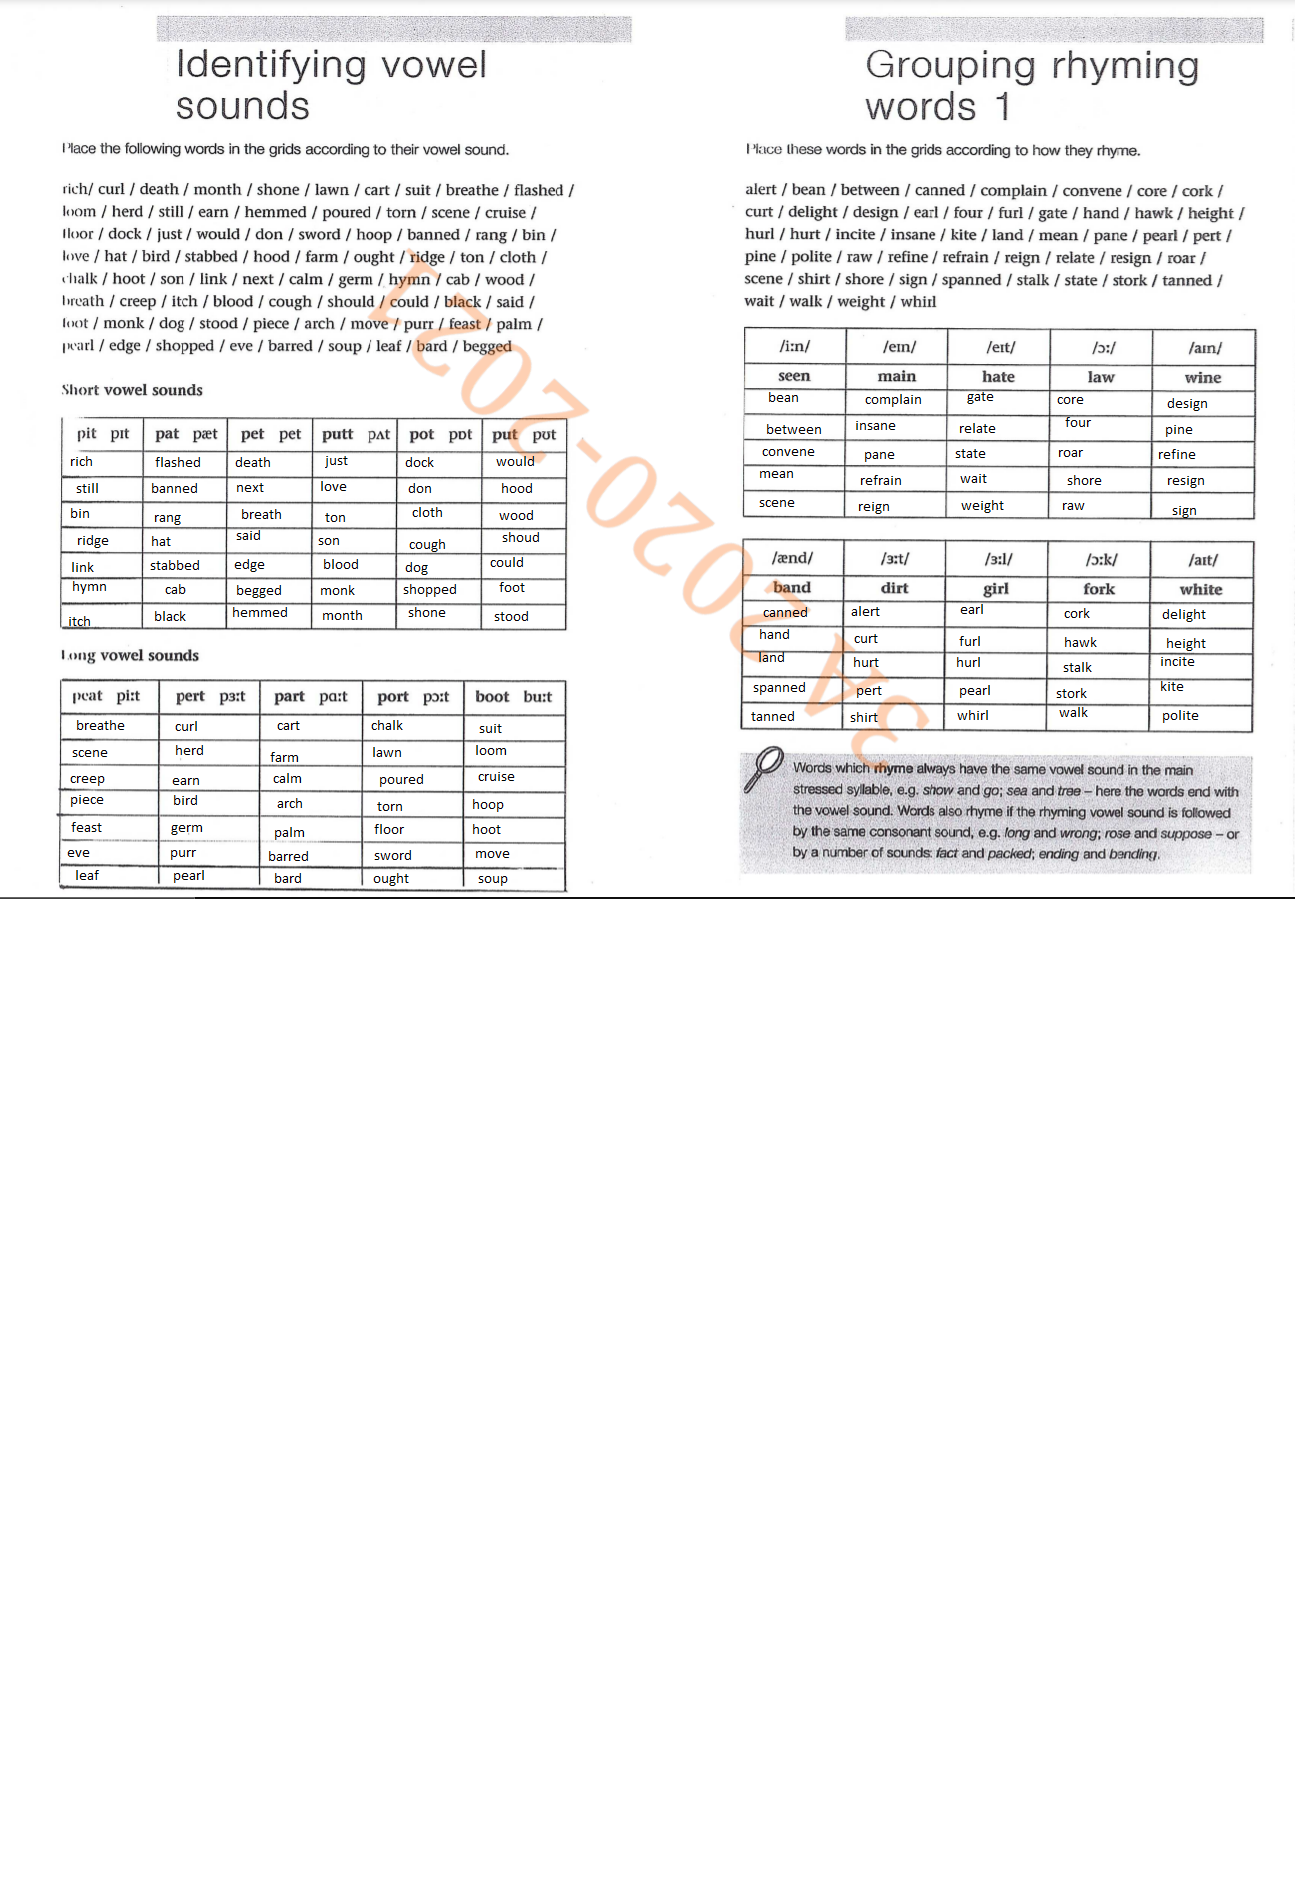 Identifying vowel
sounds
Place the following words in the grids according to their vowel sound.
rich/ curl / death / month / shone / lawn / cart / suit / breathe / flashed /
loom / herd / still / earn / hemmed / poured / torn / scene / cruise /
floor / dock / just / would / don / sword / hoop / banned / rang / bin /
love / hat / bird / stabbed / hood / farm / ought / ridge / ton / cloth /
chalk / hoot / son / link / next / calm / germ / hymn / cab / wood /
breath / creep / itch / blood / cough / should / could / black / said /
foot / monk / dog / stood / piece / arch / move / purr / feast / palm /
pearl / edge / shopped / eve / barred / soup / leaf / bard / begged
Short vowel sounds
pit pɪt pat pæt pet pet putt pʌt pot pɒt put pʊt
rich flashed death just dock would
still banned next love don hood
bin rang breath ton cloth wood
ridge hat said son cough shoud
link stabbed edge blood dog could
hymn cab begged monk shopped foot
itch black hemmed month shone stood
Long vowel sounds
peat pi:t pert pɜ:t part pɑ:t port pɔ:t boot bu:t
breathe curl cart chalk suit
scene herd farm lawn loom
creep earn calm poured cruise
piece bird arch torn hoop
feast germ palm floor hoot
eve purr barred sword move
leaf pearl bard ought soup
Grouping rhyming
words 1
Place these words in the grids according to how they rhyme.
alert / bean / between / canned / complain / convene / core / cork /
curt / delight / design / earl / four / furl / gate / hand / hawk / height /
hurl / hurt / incite / insane / kite / land / mean / pane / pearl / pert /
pine / polite / raw / refine / refrain / reign / relate / resign / roar /
scene / shirt / shore / sign / spanned / stalk / state / stork / tanned /
wait / walk / weight / whirl
/i:n/ /eɪn/ /eɪt/ /ɔ:/ /aɪn/
seen main hate law wine
bean complain gate core design
between insane relate four pine
convene pane state roar refine
mean refrain wait shore resign
scene reign weight raw sign
/ænd/ /ɜ:t/ /ɜ:l/ /ɔ:k/ /aɪt/
band dirt girl fork white
canned alert earl cork delight
hand curt furl hawk height
land hurt hurl stalk incite
spanned pert pearl stork kite
tanned shirt whirl walk polite
Words which rhyme always have the same vowel sound in the main
stressed syllable, e.g. show and go; sea and tree – here the words end with
the vowel sound. Words also rhyme if the rhyming vowel sound is followed
by the same consonant sound, e.g. long and wrong; rose and suppose – or
by a number of sounds: fact and packed; ending and bending.
3A 2020-2021